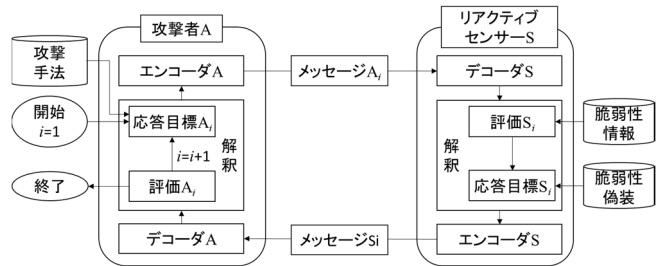 攻撃者A
リアクティブ
センサーS
攻撃
手法
エンコーダA
メッセージAi
デコーダS
開始
i=1
応答目標Ai
解釈
i=i+1
評価Si
解釈
脆弱性
情報
終了
評価Ai
応答目標Si
脆弱性
偽装
デコーダA
メッセージSi
エンコーダS